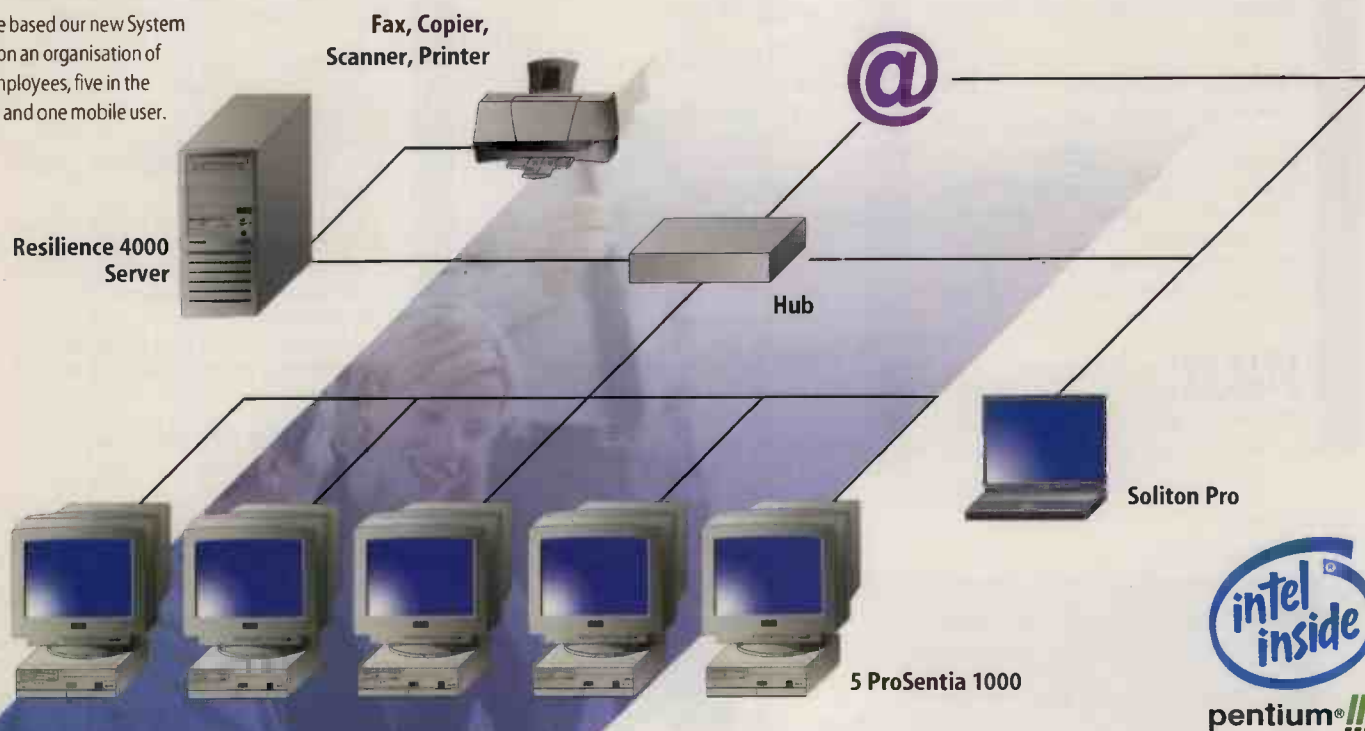 e based our new System
on an organisation of
mployees, five in the
and one mobile user.
Fax, Copier,
Scanner, Printer
@
Resilience 4000
Server
Hub
Soliton Pro
5 ProSentia 1000
intel®
inside
pentium®!!!